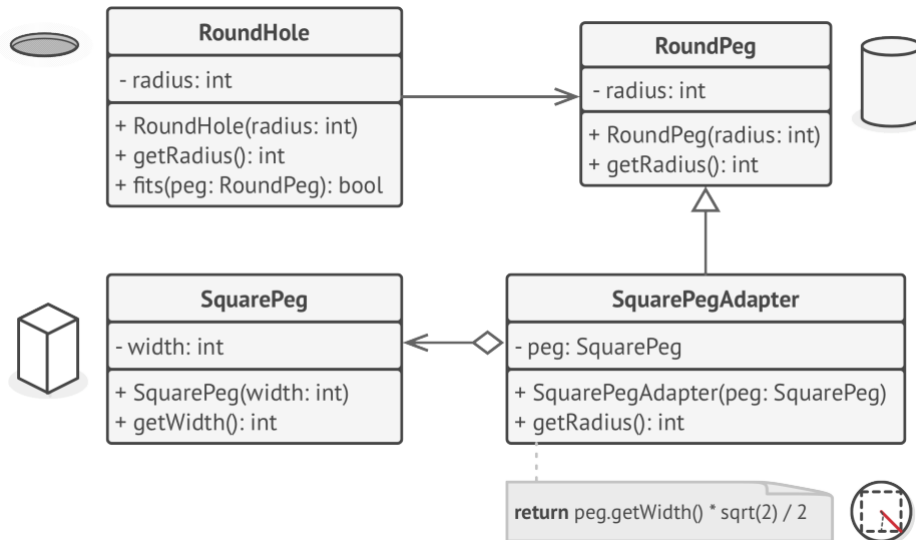 RoundHole
- radius: int
+ RoundHole(radius: int)
+ getRadius(): int
+ fits(peg: RoundPeg): bool
RoundPeg
- radius: int
+ RoundPeg(radius: int)
+ getRadius(): int
SquarePeg
- width: int
+ SquarePeg(width: int)
+ getWidth(): int
SquarePegAdapter
- peg: SquarePeg
+ SquarePegAdapter(peg: SquarePeg)
+ getRadius(): int
return peg.getWidth() * sqrt(2) / 2